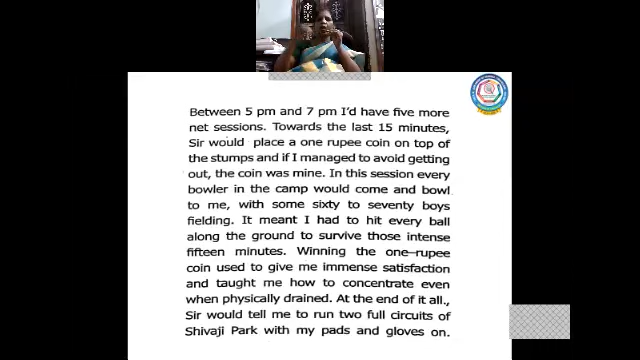 Between 5 pm and 7 pm I'd have five more
net sessions. Towards the last 15 minutes,
Sir would place a one rupee coin on top of
the stumps and if I managed to avoid getting
out, the coin was mine. In this session every
bowler in the camp would come and bowl
to me, with some sixty to seventy boys
fielding. It meant I had to hit every ball
along the ground to survive those intense
fifteen minutes. Winning the one-rupee
coin used to give me immense satisfaction
and taught me how to concentrate even
when physically drained. At the end of it all.,
Sir would tell me to run two full circuits of
Shivaji Park with my pads and gloves on.